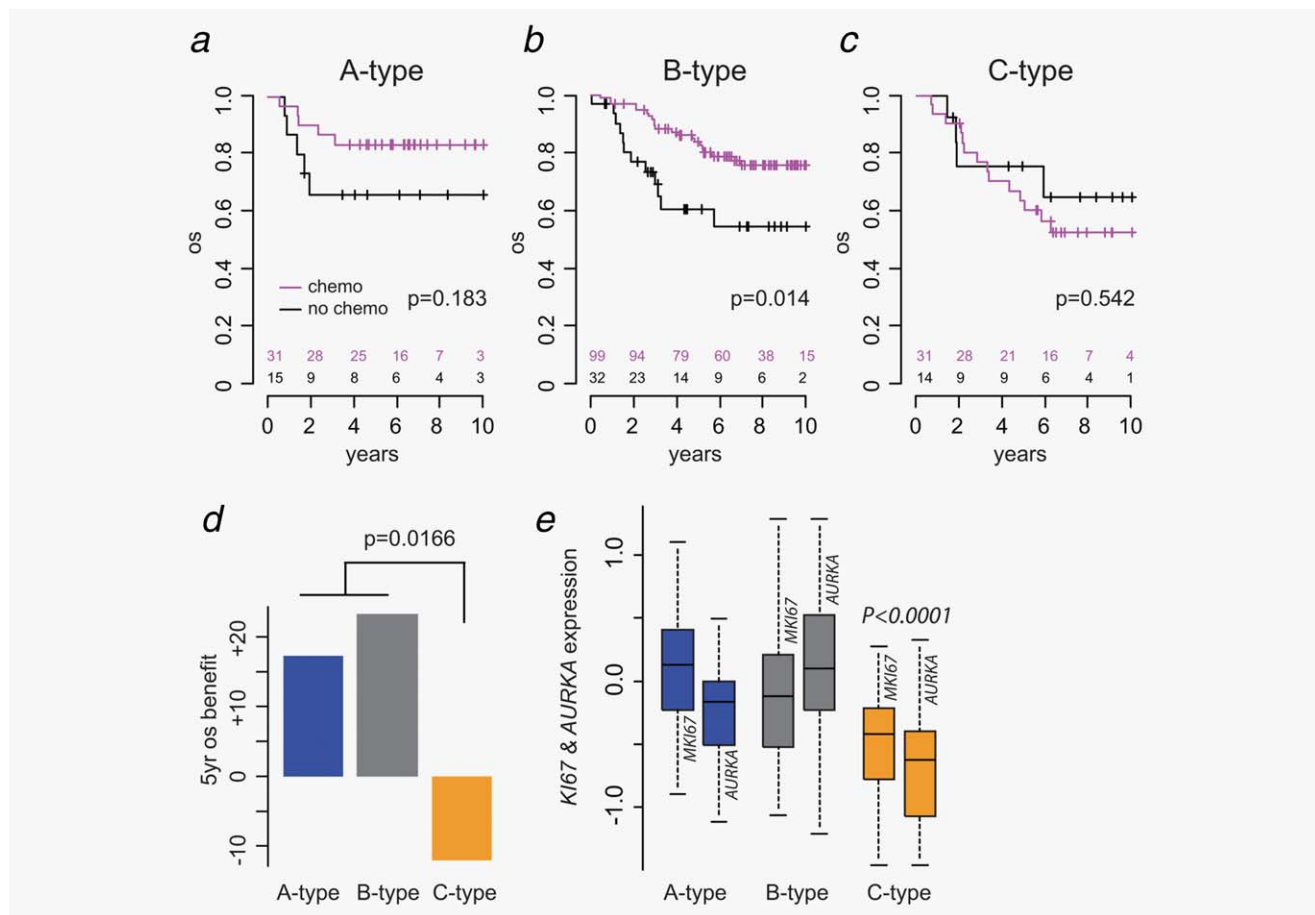 a
A-type
os
1.0
0.8
0.6
0.4
0.2
0
chemo
no chemo
p=0.183
31 28 25 16 7 3
15 9 8 6 4 3
0 2 4 6 8 10
years
b
B-type
os
1.0
0.8
0.6
0.4
0.2
0
p=0.014
99 94 79 60 38 15
32 23 14 9 6 2
0 2 4 6 8 10
years
c
C-type
os
1.0
0.8
0.6
0.4
0.2
0
p=0.542
31 28 21 16 7 4
14 9 9 6 4 1
0 2 4 6 8 10
years
d
p=0.0166
5yr os benefit
+20
+10
0
-10
A-type B-type C-type
e
KI67 & AURKA expression
1.0
0.0
-1.0
MKI67
AURKA
MKI67
AURKA
P<0.0001
MKI67
AURKA
A-type B-type C-type